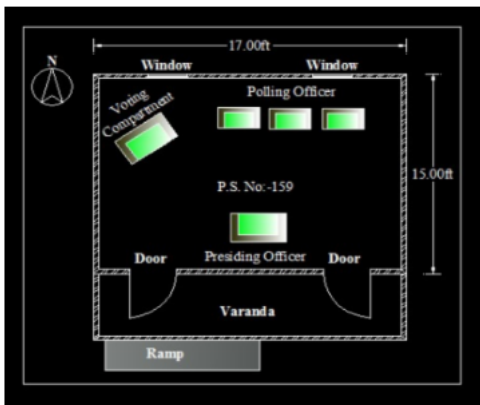 17.00ft
N
Window
Window
Voting
Compartment
Polling Officer
15.00ft
P.S. No:-159
Door
Presiding Officer
Door
Varanda
Ramp